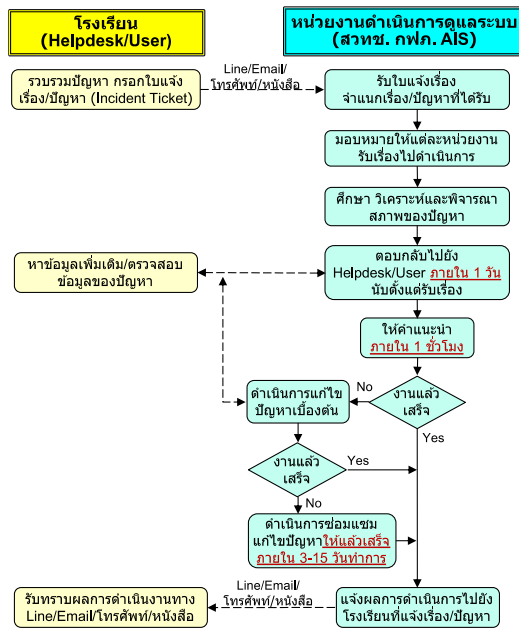 โรงเรียน
(Helpdesk/User)
หน่วยงานดำเนินการดูแลระบบ
(สวทช. กฟภ. AIS)
รวบรวมปัญหา กรอกใบแจ้ง
เรื่อง/ปัญหา (Incident Ticket)
Line/Email/
โทรศัพท์/หนังสือ
รับใบแจ้งเรื่อง
จำแนกเรื่อง/ปัญหาที่ได้รับ
มอบหมายให้แต่ละหน่วยงาน
รับเรื่องไปดำเนินการ
ศึกษา วิเคราะห์และพิจารณา
สภาพของปัญหา
หาข้อมูลเพิ่มเติม/ตรวจสอบ
ข้อมูลของปัญหา
ตอบกลับไปยัง
Helpdesk/User ภายใน 1 วัน
นับตั้งแต่รับเรื่อง
ให้คำแนะนำ
ภายใน 1 ชั่วโมง
ดำเนินการแก้ไข
ปัญหาเบื้องต้น
No
งานแล้ว
เสร็จ
Yes
งานแล้ว
เสร็จ
Yes
No
ดำเนินการซ่อมแซม
แก้ไขปัญหาให้แล้วเสร็จ
ภายใน 3-15 วันทำการ
รับทราบผลการดำเนินงานทาง
Line/Email/โทรศัพท์/หนังสือ
Line/Email/
โทรศัพท์/หนังสือ
แจ้งผลการดำเนินการไปยัง
โรงเรียนที่แจ้งเรื่อง/ปัญหา